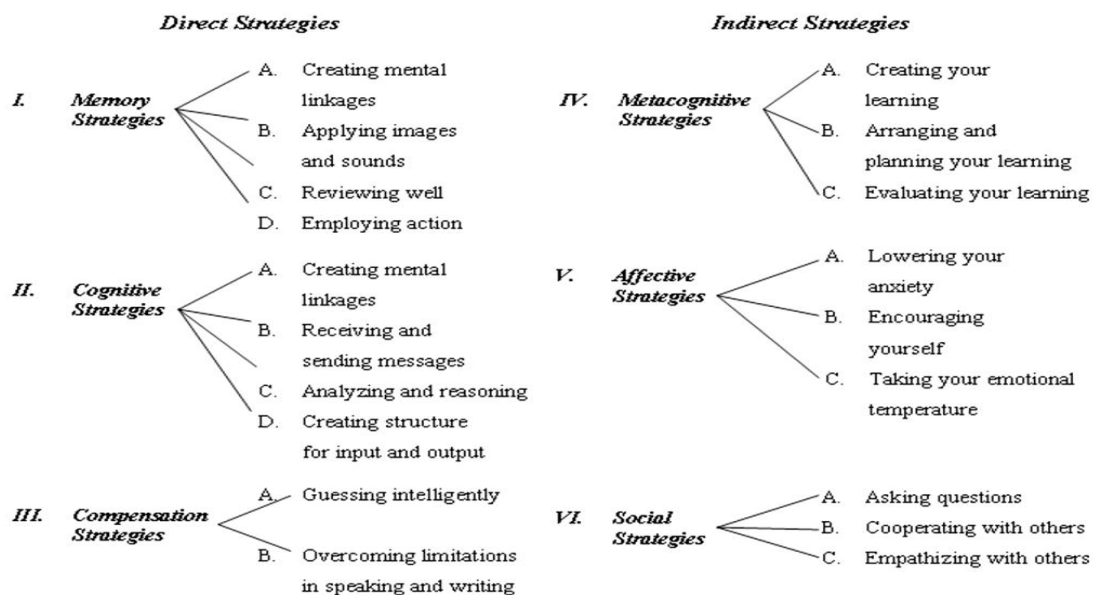 Direct Strategies
I. Memory
Strategies
A. Creating mental
linkages
B. Applying images
and sounds
C. Reviewing well
D. Employing action
II. Cognitive
Strategies
A. Creating mental
linkages
B. Receiving and
sending messages
C. Analyzing and reasoning
D. Creating structure
for input and output
III. Compensation
Strategies
A. Guessing intelligently
B. Overcoming limitations
in speaking and writing
Indirect Strategies
IV. Metacognitive
Strategies
A. Creating your
learning
B. Arranging and
planning your learning
C. Evaluating your learning
V. Affective
Strategies
A. Lowering your
anxiety
B. Encouraging
yourself
C. Taking your emotional
temperature
VI. Social
Strategies
A. Asking questions
B. Cooperating with others
C. Empathizing with others